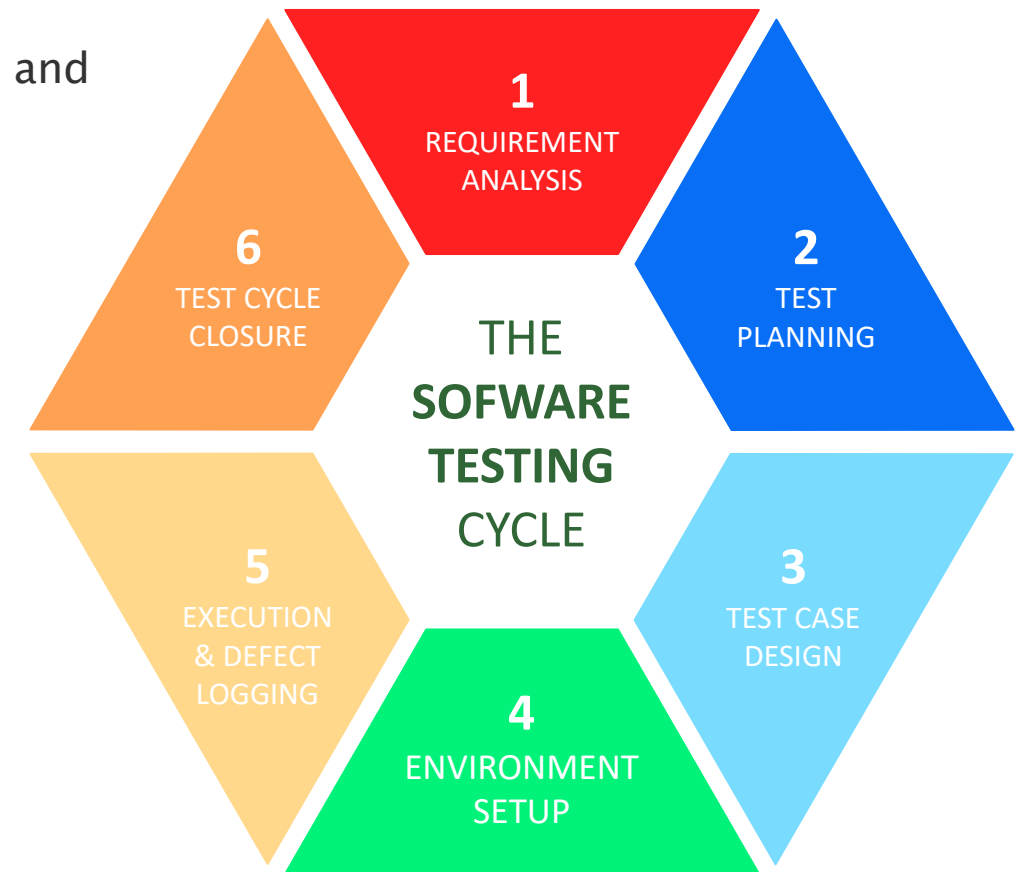 and
1
REQUIREMENT
ANALYSIS
2
TEST
PLANNING
3
TEST CASE
DESIGN
4
ENVIRONMENT
SETUP
5
EXECUTION
& DEFECT
LOGGING
6
TEST CYCLE
CLOSURE
THE
SOFWARE
TESTING
CYCLE